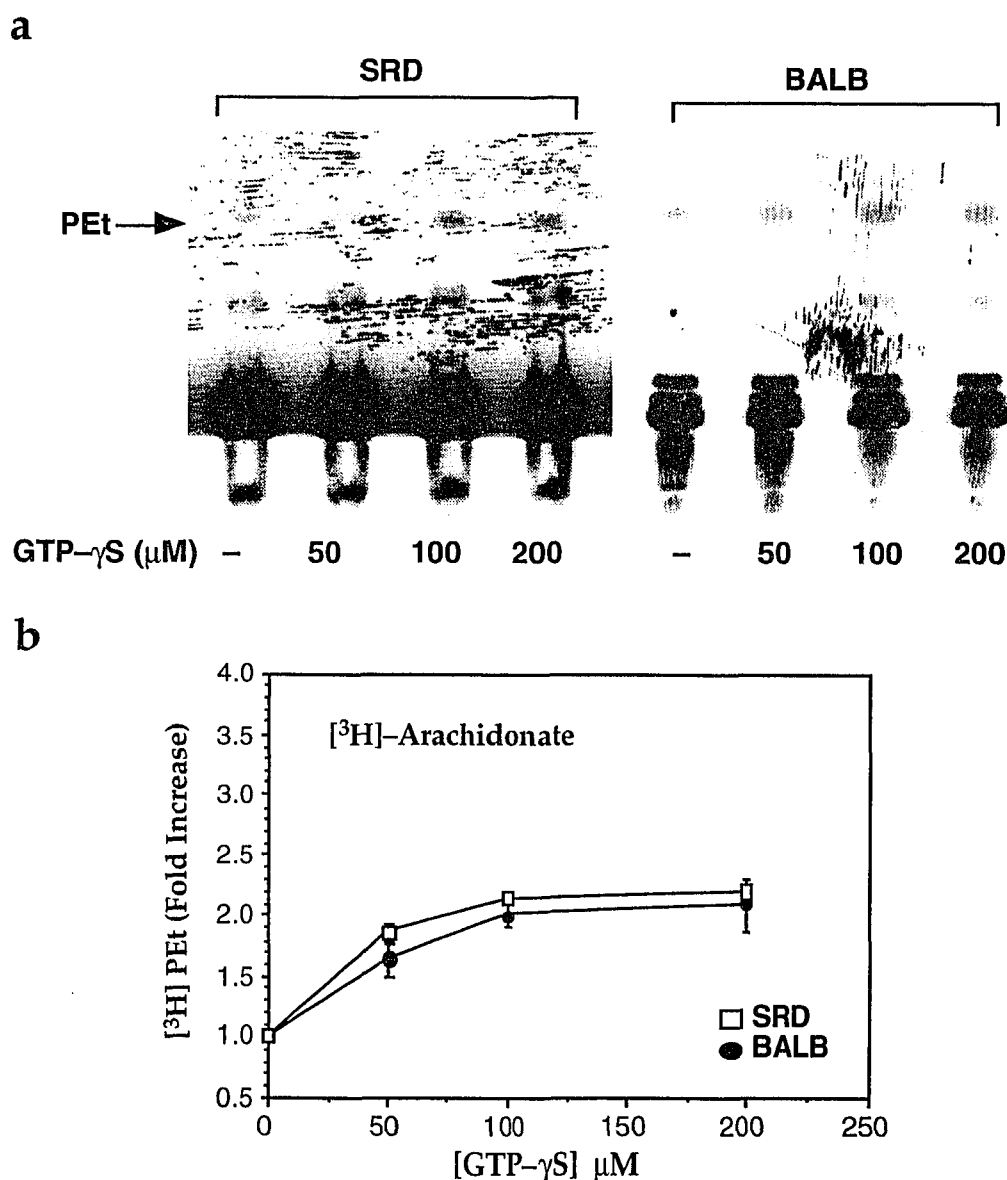 a
SRD
BALB
PEt
GTP–γS (μM) – 50 100 200 – 50 100 200
b
4.0
3.5
3.0
2.5
2.0
1.5
1.0
0.5
[³H] PEt (Fold Increase)
[³H]–Arachidonate
SRD
BALB
0 50 100 150 200 250
[GTP–γS] μM